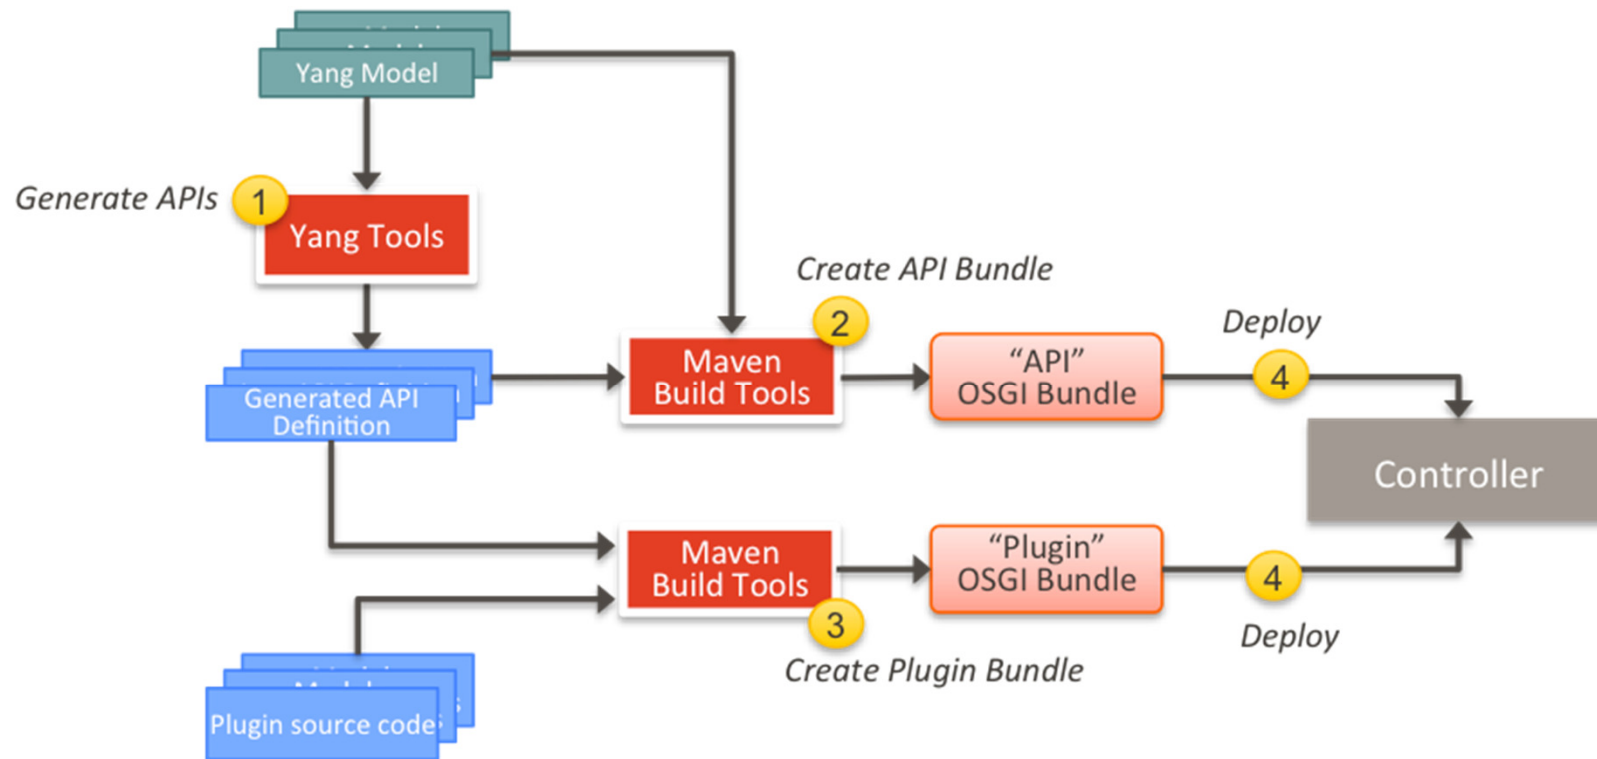 Yang Model
Generate APIs
1
Yang Tools
Create API Bundle
2
Deploy
Maven
Build Tools
“API”
OSGI Bundle
4
Generated API
Definition
Controller
Maven
Build Tools
“Plugin”
OSGI Bundle
4
3
Deploy
Create Plugin Bundle
Plugin source code